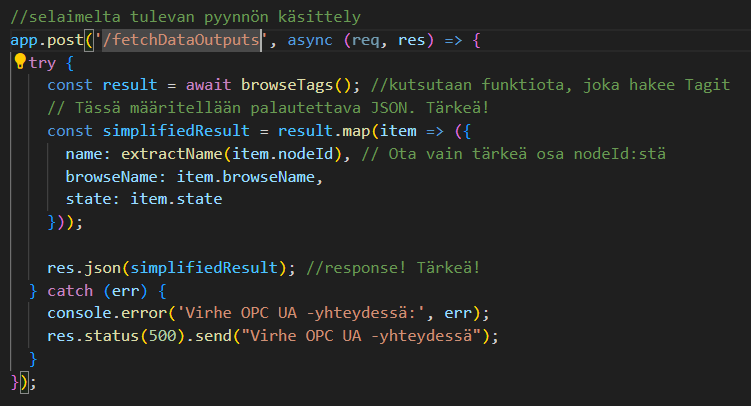 //selaimelta tulevan pyynnön käsittely
app.post('/fetchDataOutputs', async (req, res) => {
try {
const result = await browseTags(); //kutsutaan funktiota, joka hakee Tagit
// Tässä määritellään palautettava JSON. Tärkeä!
const simplifiedResult = result.map(item => ({
name: extractName(item.nodeId), // Ota vain tärkeä osa nodeId:stä
browseName: item.browseName,
state: item.state
}));
res.json(simplifiedResult); //response! Tärkeä!
} catch (err) {
console.error('Virhe OPC UA -yhteydessä:', err);
res.status(500).send("Virhe OPC UA -yhteydessä");
}
});